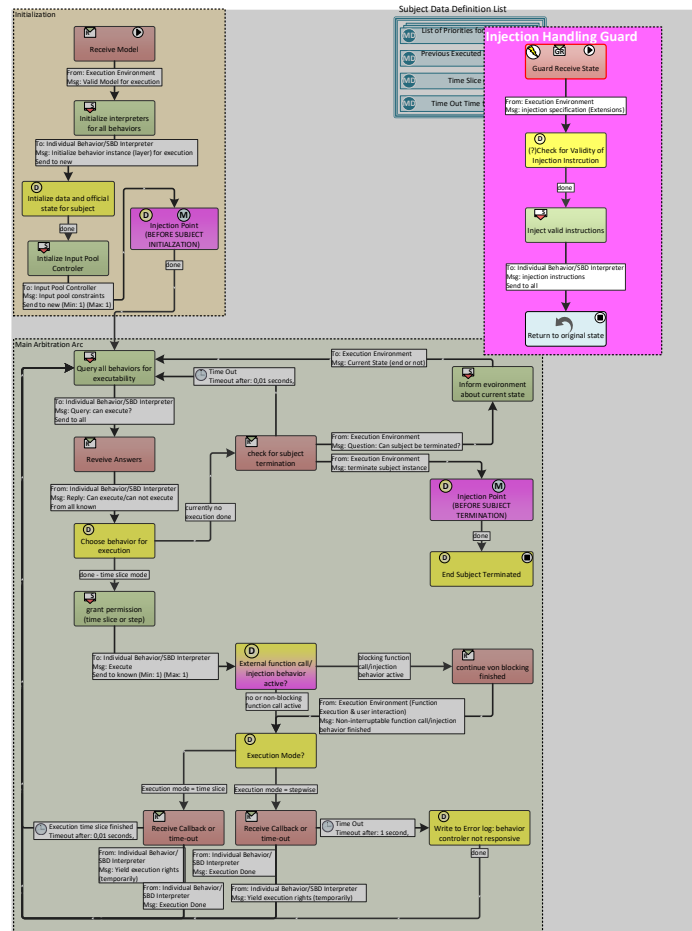 Initialization
Receive Model
From: Execution Environment
Msg: Valid Model for execution
Initialize interpreters
for all behaviors
To: Individual Behavior/SBD Interpreter
Msg: Initialize behavior instance (layer) for execution
Send to new
Intialize data and official
state for subject
done
Intialize Input Pool
Controler
To: Input Pool Controller
Msg: Input pool constraints
Send to new (Min: 1) (Max: 1)
Injection Point
(BEFORE SUBJECT
INITIALZATION)
done
Subject Data Definition List
List of Priorities for
Previous Executed
Time Slice
Time Out Time
Injection Handling Guard
Guard Receive State
From: Execution Environment
Msg: injection specification (Extensions)
(?)Check for Validity of
Injection Instrcution
done
Inject valid instructions
To: Individual Behavior/SBD Interpreter
Msg: injection instructions
Send to all
Return to original state
Main Arbitration Arc
Query all behaviors for
executability
Time Out
Timeout after: 0,01 seconds,
To: Execution Environment
Msg: Current State (end or not)
Inform evoironment
about current state
To: Individual Behavior/SBD Interpreter
Msg: Query: can execute?
Send to all
Reveive Answers
check for subject
termination
From: Execution Environment
Msg: Question: Can subject be terminated?
From: Execution Environment
Msg: terminate subject instance
From: Individual Behavior/SBD Interpreter
Msg: Reply: Can execute/can not execute
From all known
currently no
execution done
Injection Point
(BEFORE SUBJECT
TERMINATION)
done
Choose behavior for
execution
End Subject Terminated
done - time slice mode
grant permission
(time slice or step)
To: Individual Behavior/SBD Interpreter
Msg: Execute
Send to known (Min: 1) (Max: 1)
External function call/
injection behavior
active?
blocking function
call/injection
behavior active
continue von blocking
finished
no or non-blocking
function call active
From: Execution Environment (Function
Execution & user interaction)
Msg: Non-interruptable function call/injection
behavior finished
Execution Mode?
Execution mode = time slice
Execution mode = stepwise
Execution time slice finished
Timeout after: 0,01 seconds,
Receive Callback or
time-out
Receive Callback or
time-out
Time Out
Timeout after: 1 second,
Write to Error log: behavior
controler not responsive
done
From: Individual Behavior/
SBD Interpreter
Msg: Yield execution rights
(temporarily)
From: Individual Behavior/
SBD Interpreter
Msg: Execution Done
From: Individual Behavior/
SBD Interpreter
Msg: Execution Done
From: Individual Behavior/SBD Interpreter
Msg: Yield execution rights (temporarily)